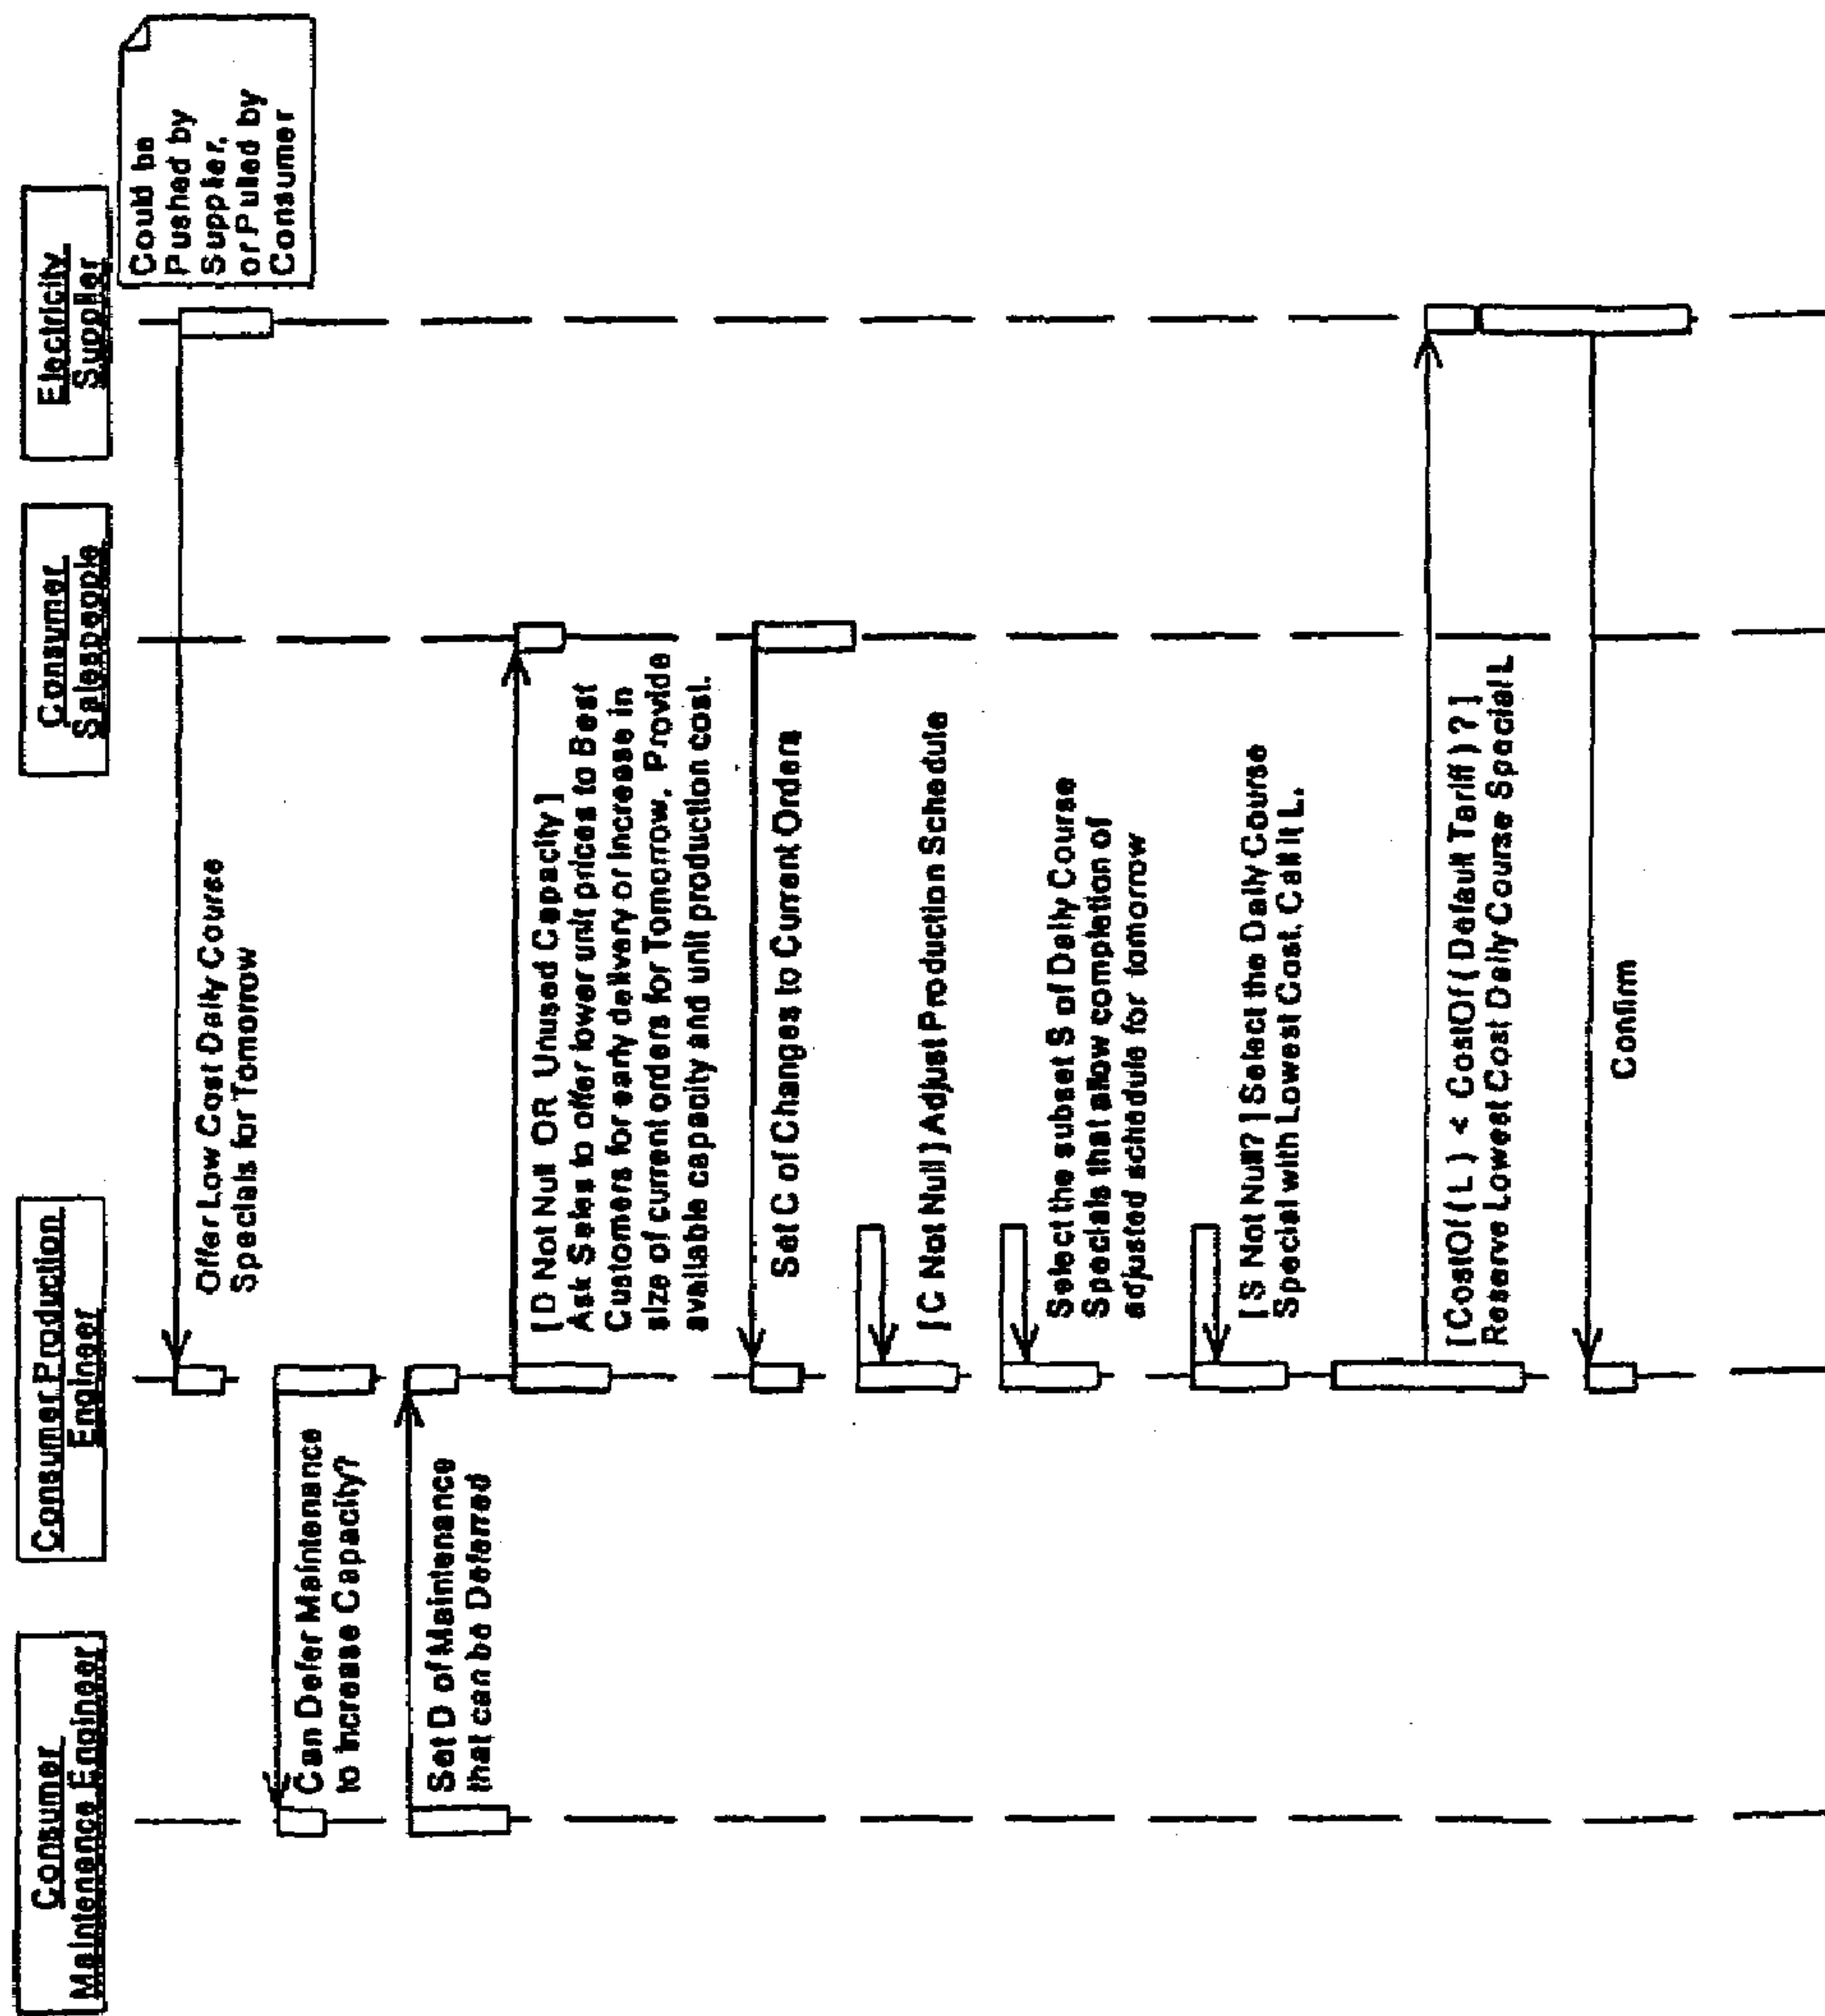 Consumer
Maintenance Engineer
Consumer Production
Engineer
Consumer
Salespeople
Electricity
Supplier
Could be
Pushed by
Supplier,
or Pulled by
Consumer
Offer Low Cost Daily Course
Specials for Tomorrow
Can Defer Maintenance
to Increase Capacity?
Set D of Maintenance
that can be Deferred
[ D Not Null OR Unused Capacity ]
Ask Sales to offer lower unit prices to Best
Customers for early delivery or increase in
size of current orders for Tomorrow. Provide
available capacity and unit production cost.
Set C of Changes to Current Orders
[ C Not Null ] Adjust Production Schedule
Select the subset S of Daily Course
Specials that allow completion of
adjusted schedule for tomorrow
[ S Not Null? ] Select the Daily Course
Special with Lowest Cost, Call it L.
[ CostOf ( L ) < CostOf ( Default Tariff ) ? ]
Reserve Lowest Cost Daily Course Special L
Confirm